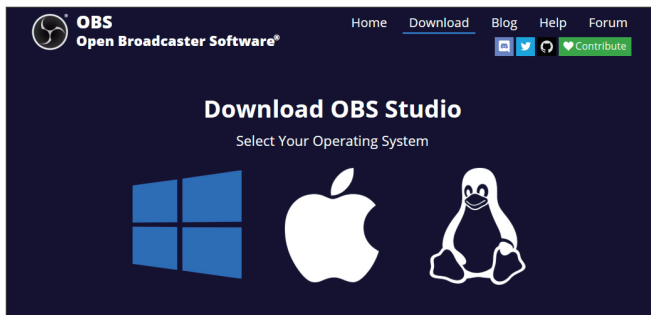 OBS
Open Broadcaster Software®
Home Download Blog Help Forum
Contribute
Download OBS Studio
Select Your Operating System